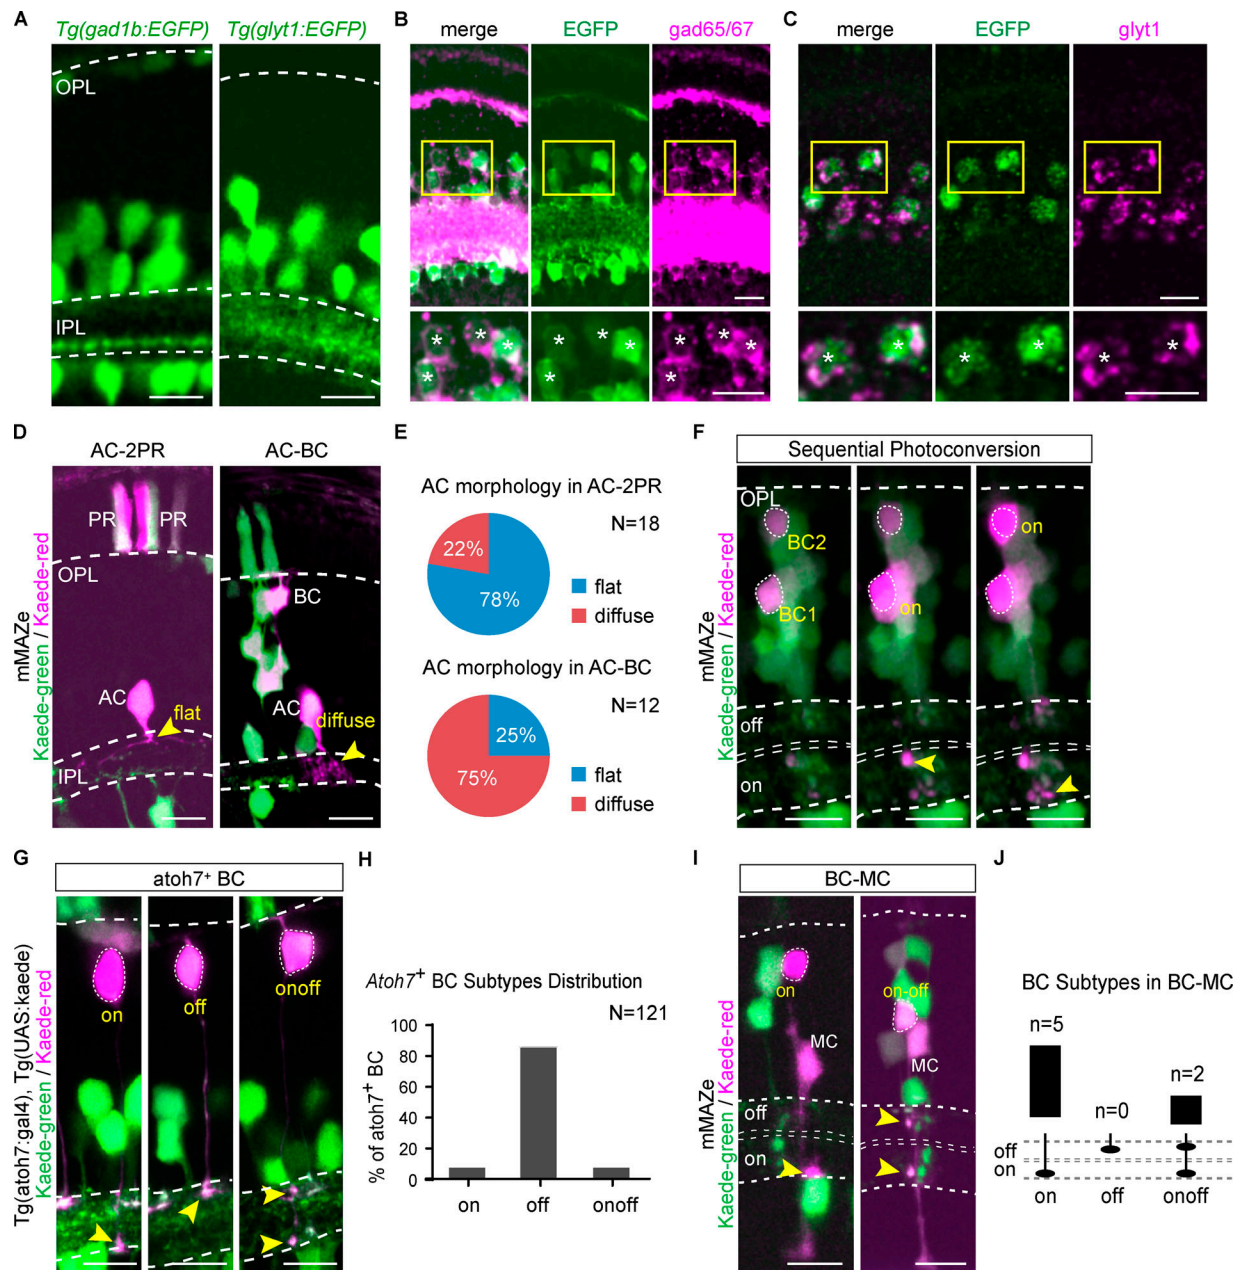 A
Tg(gad1b:EGFP)
Tg(glyt1:EGFP)
OPL
IPL
B
merge
EGFP
gad65/67
* * * *
* * * *
* * * *
C
merge
EGFP
glyt1
* *
* *
* *
D
AC-2PR
AC-BC
mMAZe
Kaede-green / Kaede-red
PR
PR
OPL
AC
flat
IPL
BC
AC
diffuse
E
AC morphology in AC-2PR
N=18
22%
78%
flat
diffuse
AC morphology in AC-BC
N=12
25%
75%
flat
diffuse
F
Sequential Photoconversion
mMAZe
Kaede-green / Kaede-red
OPL
BC2
BC1
off
on
on
on
G
atoh7+ BC
Tg(atoh7:gal4), Tg(UAS:kaede)
Kaede-green / Kaede-red
on
off
onoff
H
Atoh7+ BC Subtypes Distribution
N=121
% of atoh7+ BC
100
80
60
40
20
0
on
off
onoff
I
BC-MC
mMAZe
Kaede-green / Kaede-red
on
MC
off
on
on-off
MC
J
BC Subtypes in BC-MC
n=5
n=0
n=2
off
on
on
off
onoff